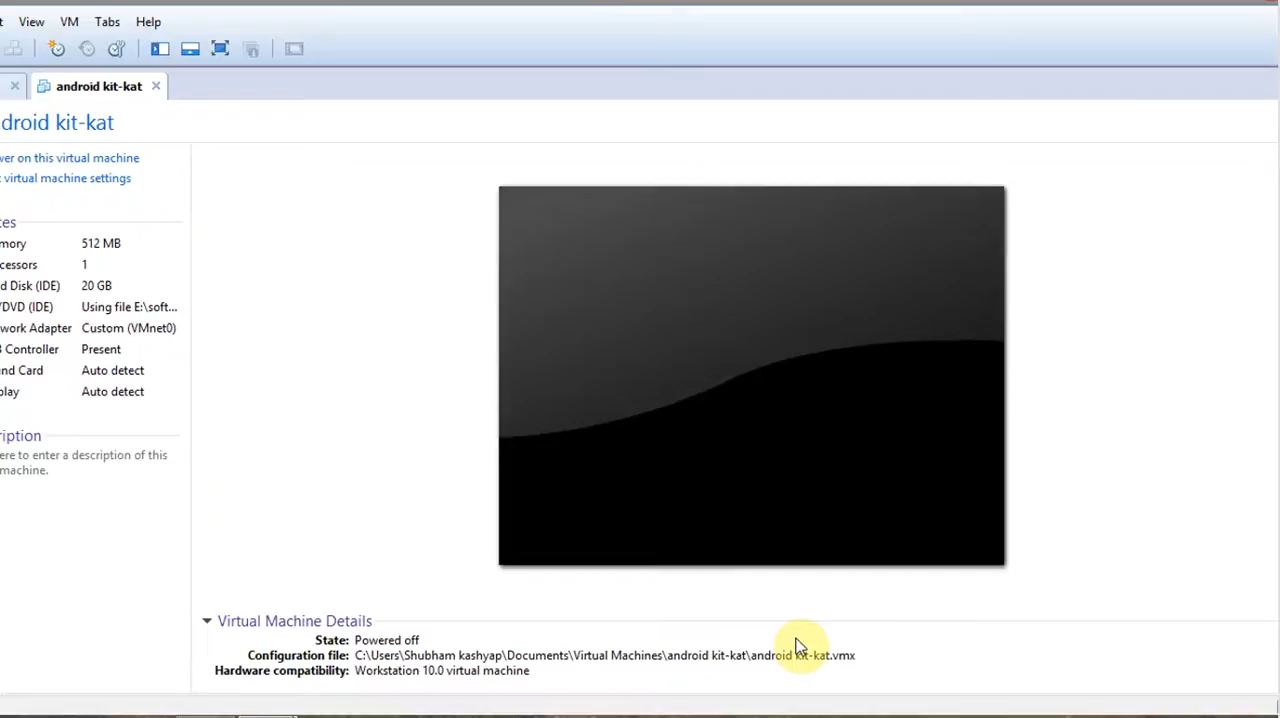 t View VM Tabs Help
android kit-kat
droid kit-kat
wer on this virtual machine
t virtual machine settings
ces
mory 512 MB
cessors 1
d Disk (IDE) 20 GB
/DVD (IDE) Using file E:\soft...
work Adapter Custom (VMnet0)
B Controller Present
und Card Auto detect
play Auto detect
ription
ere to enter a description of this
machine.
Virtual Machine Details
State: Powered off
Configuration file: C:\Users\Shubham kashyap\Documents\Virtual Machines\android kit-kat\android kit-kat.vmx
Hardware compatibility: Workstation 10.0 virtual machine